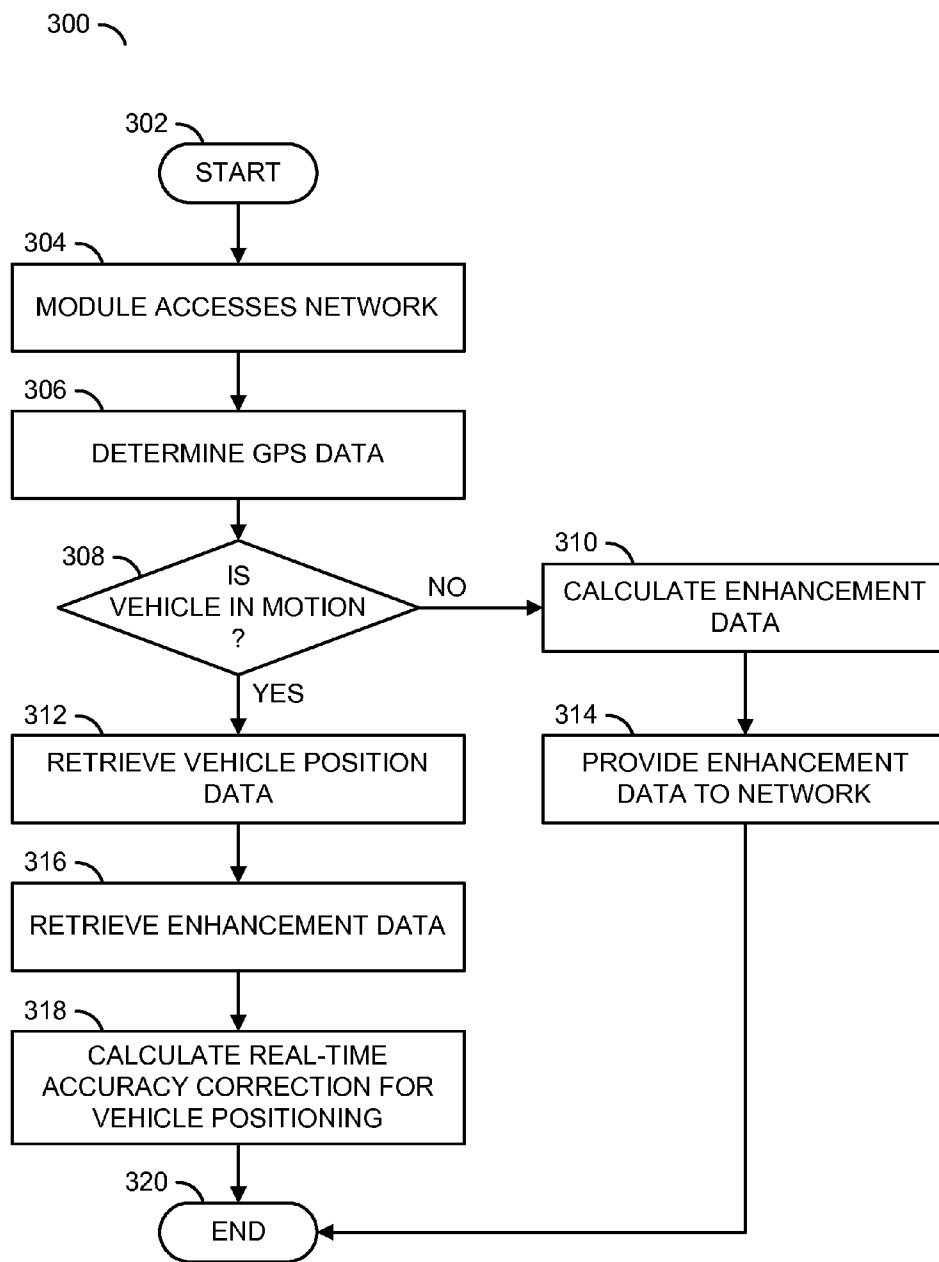 300
302
START
304
MODULE ACCESSES NETWORK
306
DETERMINE GPS DATA
308
IS
VEHICLE IN MOTION
?
NO
YES
310
CALCULATE ENHANCEMENT
DATA
312
RETRIEVE VEHICLE POSITION
DATA
314
PROVIDE ENHANCEMENT
DATA TO NETWORK
316
RETRIEVE ENHANCEMENT DATA
318
CALCULATE REAL-TIME
ACCURACY CORRECTION FOR
VEHICLE POSITIONING
320
END